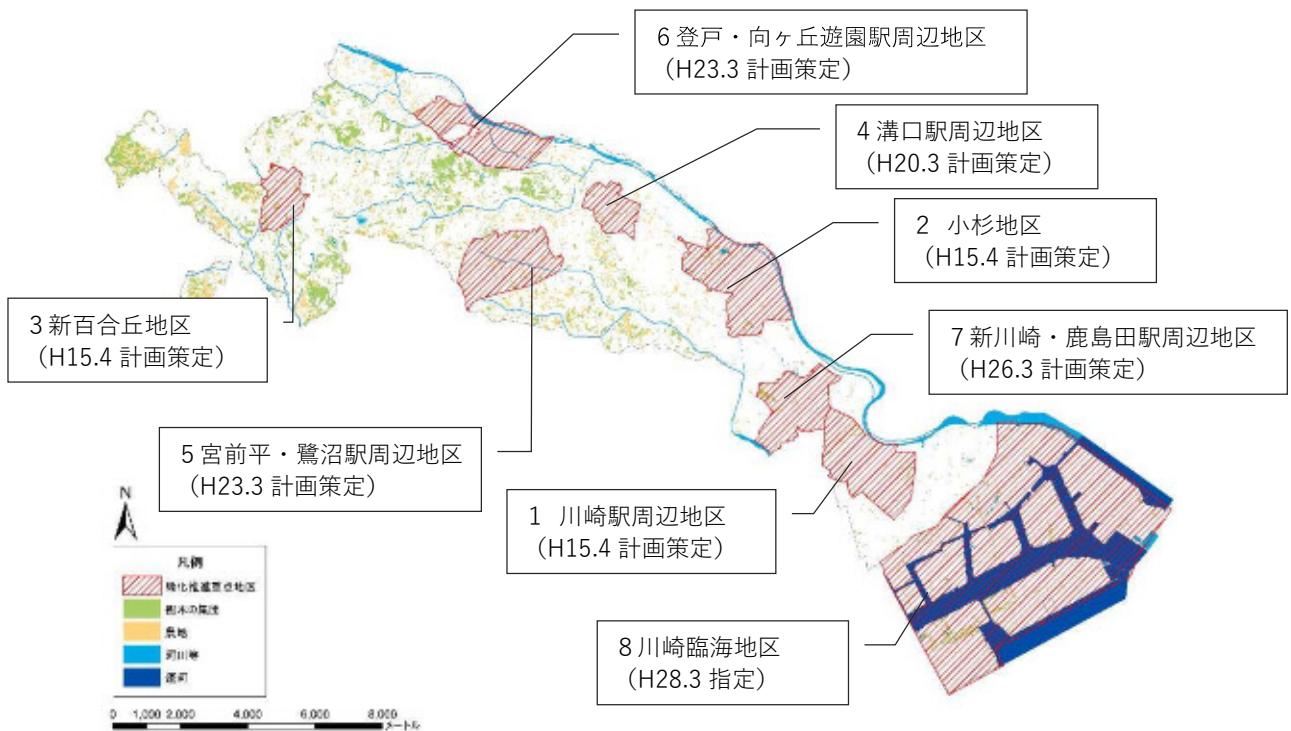 6 登戸・向ヶ丘遊園駅周辺地区
（H23.3 計画策定）
4 溝口駅周辺地区
（H20.3 計画策定）
2 小杉地区
（H15.4 計画策定）
3 新百合丘地区
（H15.4 計画策定）
7 新川崎・鹿島田駅周辺地区
（H26.3 計画策定）
5 宮前平・鷺沼駅周辺地区
（H23.3 計画策定）
1 川崎駅周辺地区
（H15.4 計画策定）
8 川崎臨海地区
（H28.3 指定）
N
凡例
緑化推進重点地区
樹木の集団
農地
河川等
運河
0 1,000 2,000 4,000 6,000 8,000
メートル